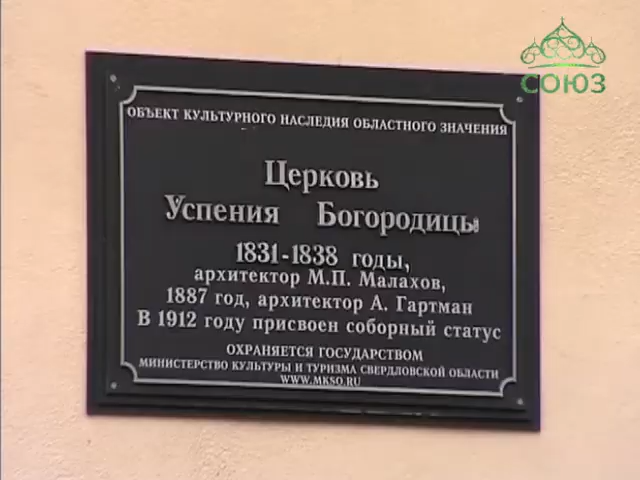 СОЮЗ
ОБЪЕКТ КУЛЬТУРНОГО НАСЛЕДИЯ ОБЛАСТНОГО ЗНАЧЕНИЯ
Церковь
Успения Богородицы
1831-1838 годы,
архитектор М.П. Малахов,
1887 год, архитектор А. Гартман
В 1912 году присвоен соборный статус
ОХРАНЯЕТСЯ ГОСУДАРСТВОМ
МИНИСТЕРСТВО КУЛЬТУРЫ И ТУРИЗМА СВЕРДЛОВСКОЙ ОБЛАСТИ
WWW.MKSO.RU